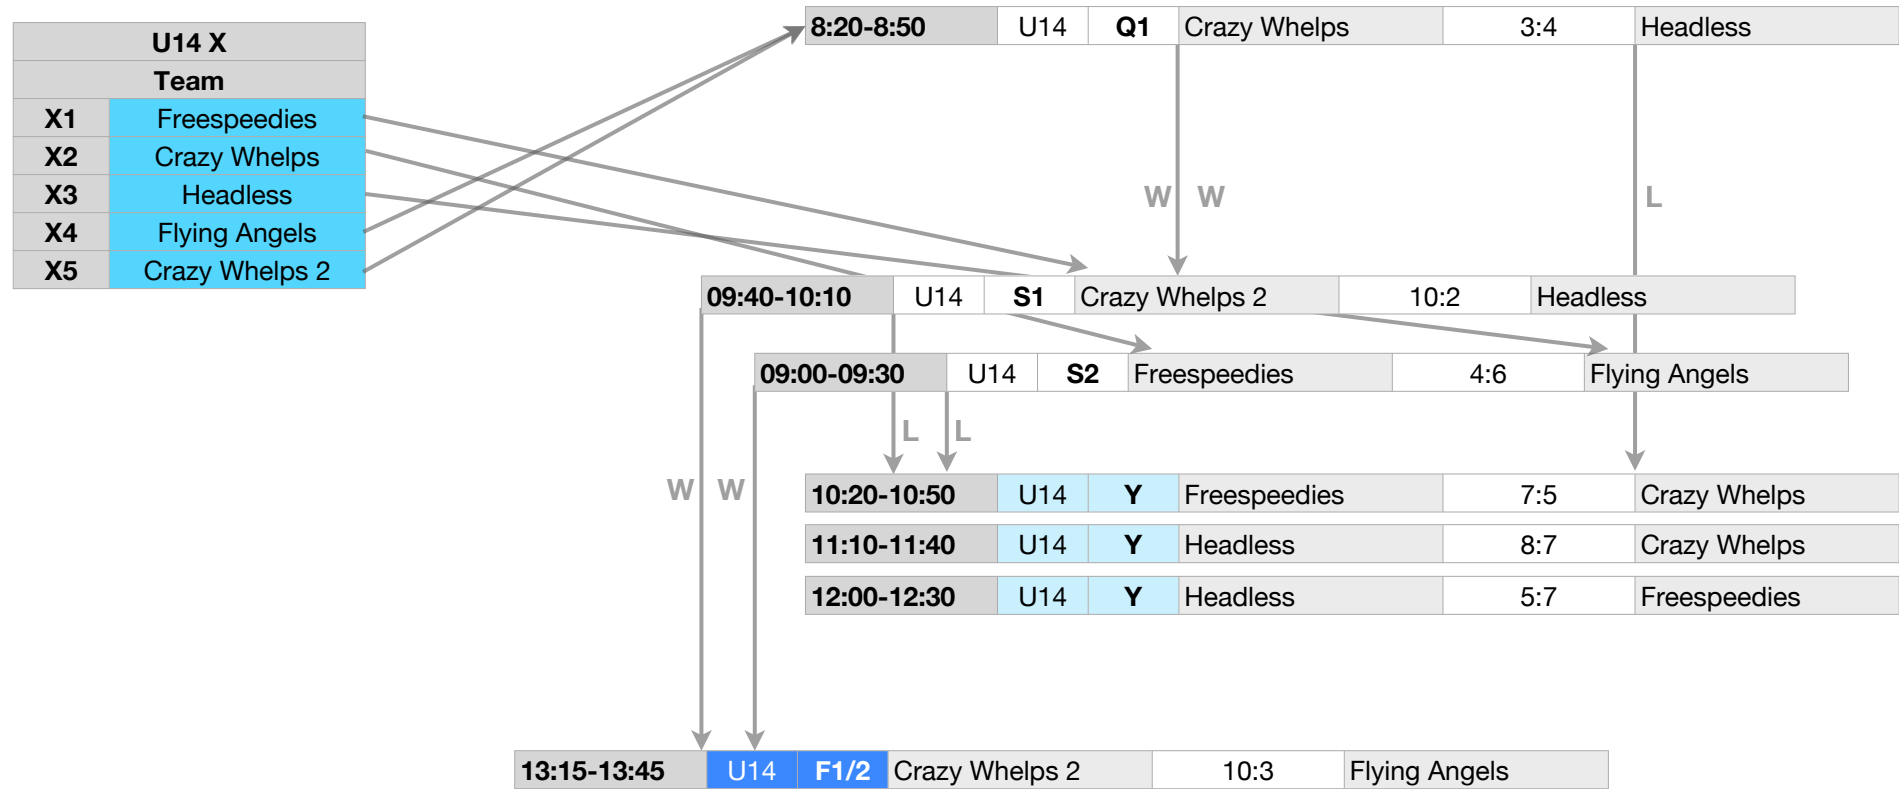 U14 X
Team
X1 Freespeedies
X2 Crazy Whelps
X3 Headless
X4 Flying Angels
X5 Crazy Whelps 2
8:20-8:50 U14 Q1 Crazy Whelps 3:4 Headless
W W L
09:40-10:10 U14 S1 Crazy Whelps 2 10:2 Headless
09:00-09:30 U14 S2 Freespeedies 4:6 Flying Angels
L L
W W
10:20-10:50 U14 Y Freespeedies 7:5 Crazy Whelps
11:10-11:40 U14 Y Headless 8:7 Crazy Whelps
12:00-12:30 U14 Y Headless 5:7 Freespeedies
13:15-13:45 U14 F1/2 Crazy Whelps 2 10:3 Flying Angels